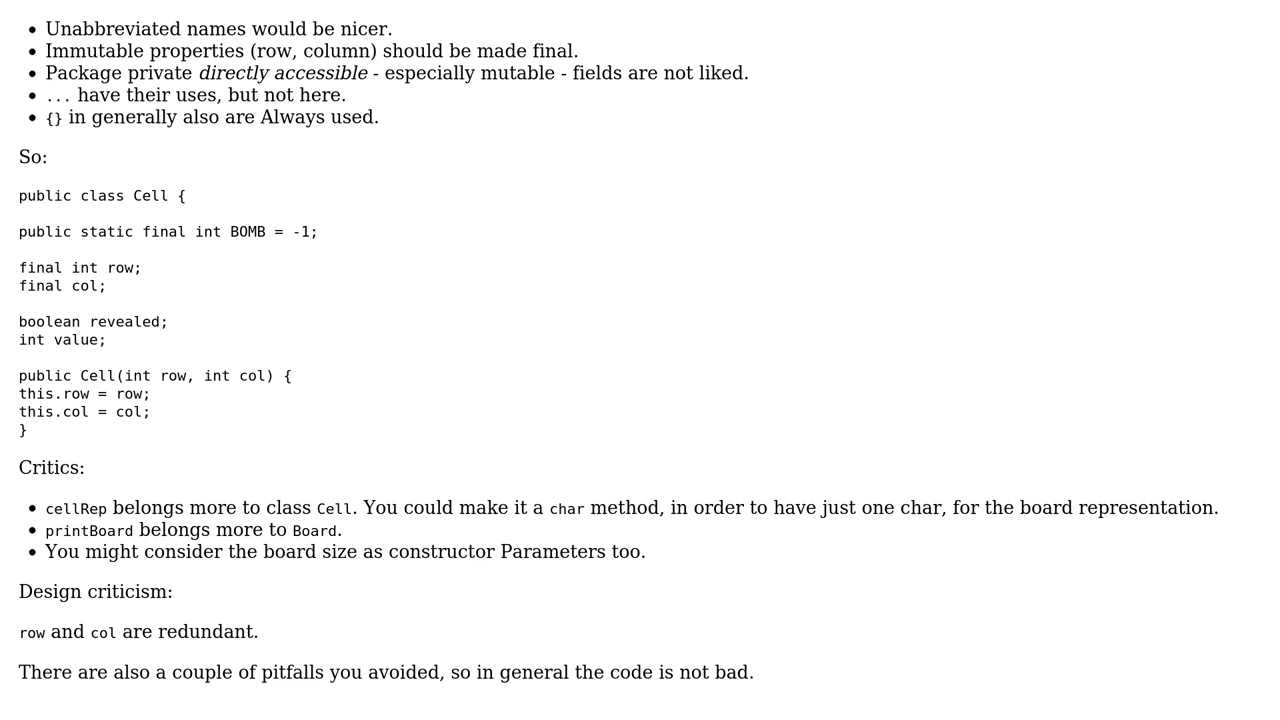 Unabbreviated names would be nicer.
Immutable properties (row, column) should be made final.
Package private directly accessible - especially mutable - fields are not liked.
... have their uses, but not here.
{} in generally also are Always used.
So:
public class Cell {
public static final int BOMB = -1;
final int row;
final col;
boolean revealed;
int value;
public Cell(int row, int col) {
this.row = row;
this.col = col;
}
Critics:
cellRep belongs more to class Cell. You could make it a char method, in order to have just one char, for the board representation.
printBoard belongs more to Board.
You might consider the board size as constructor Parameters too.
Design criticism:
row and col are redundant.
There are also a couple of pitfalls you avoided, so in general the code is not bad.